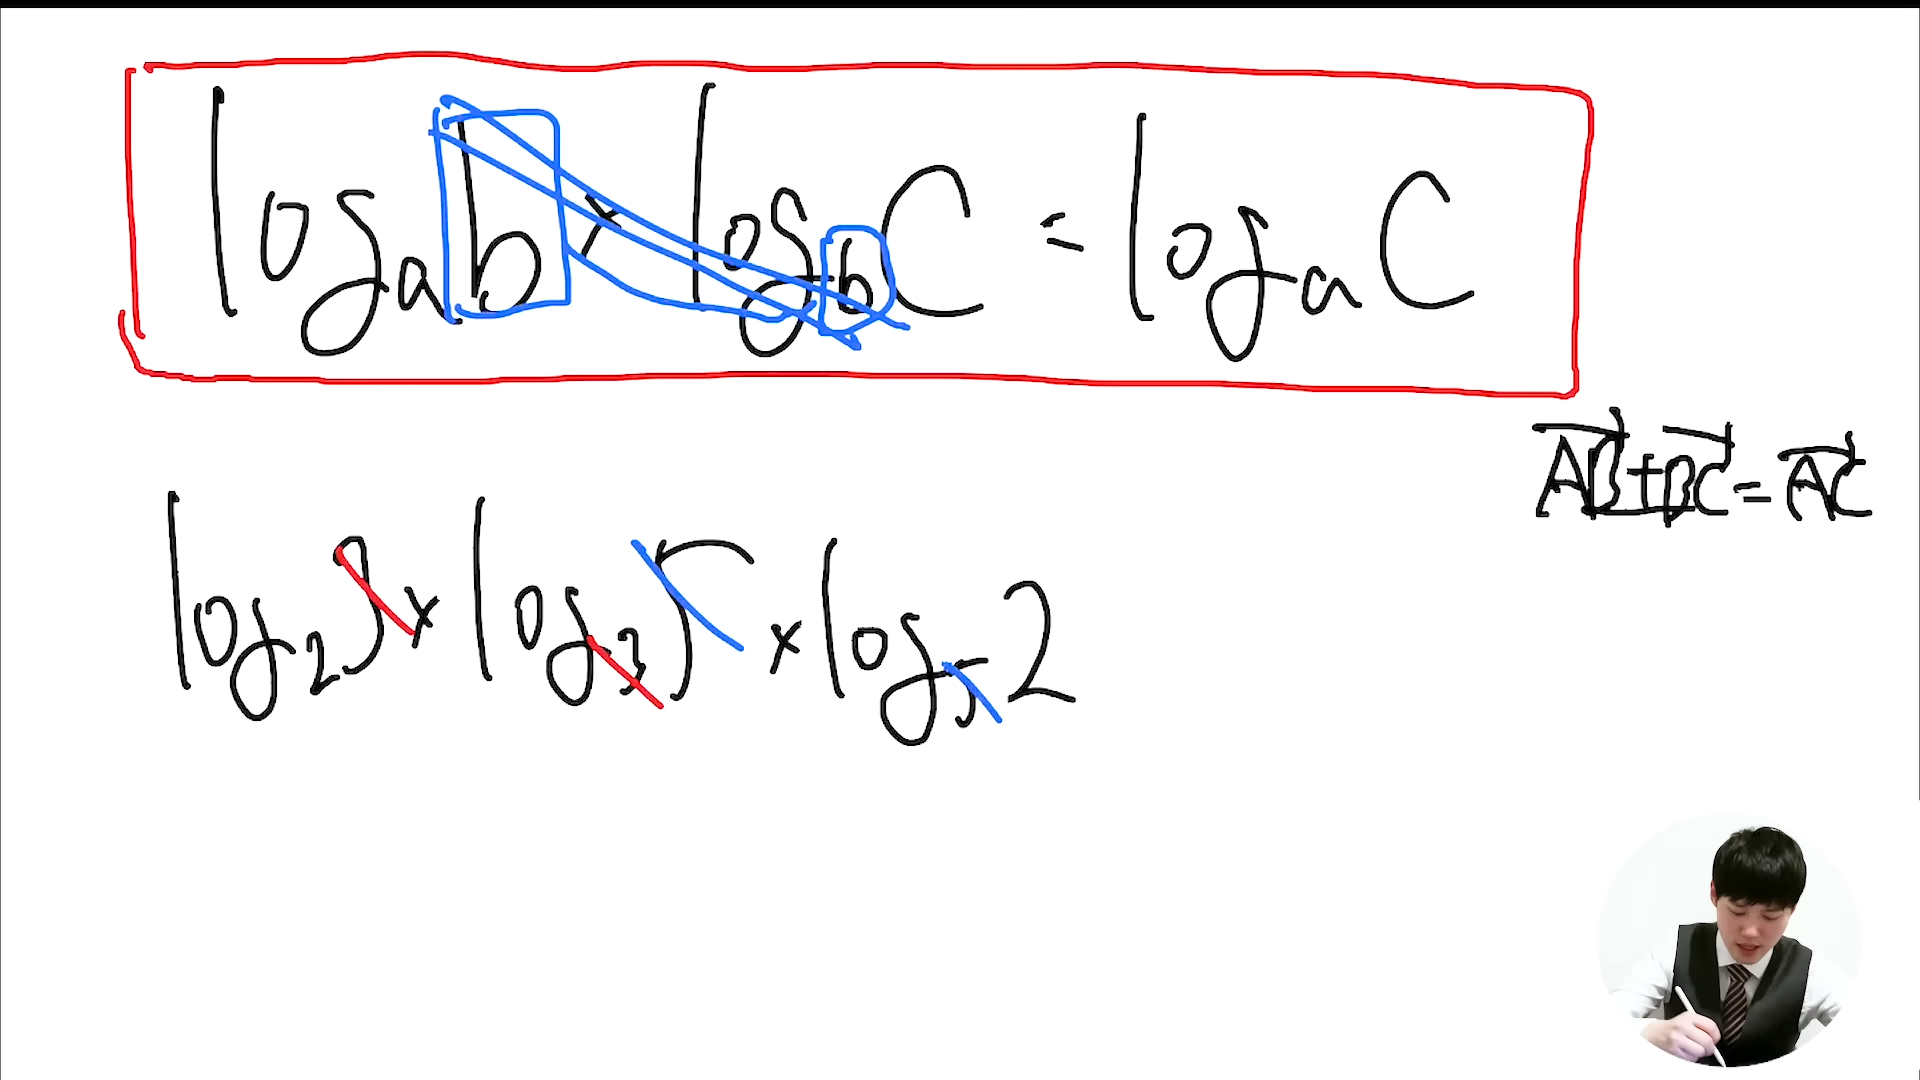 log_a b × log_b C = log_a C
AB + BC = AC
log_2 3 × log_3 5 × log_5 2